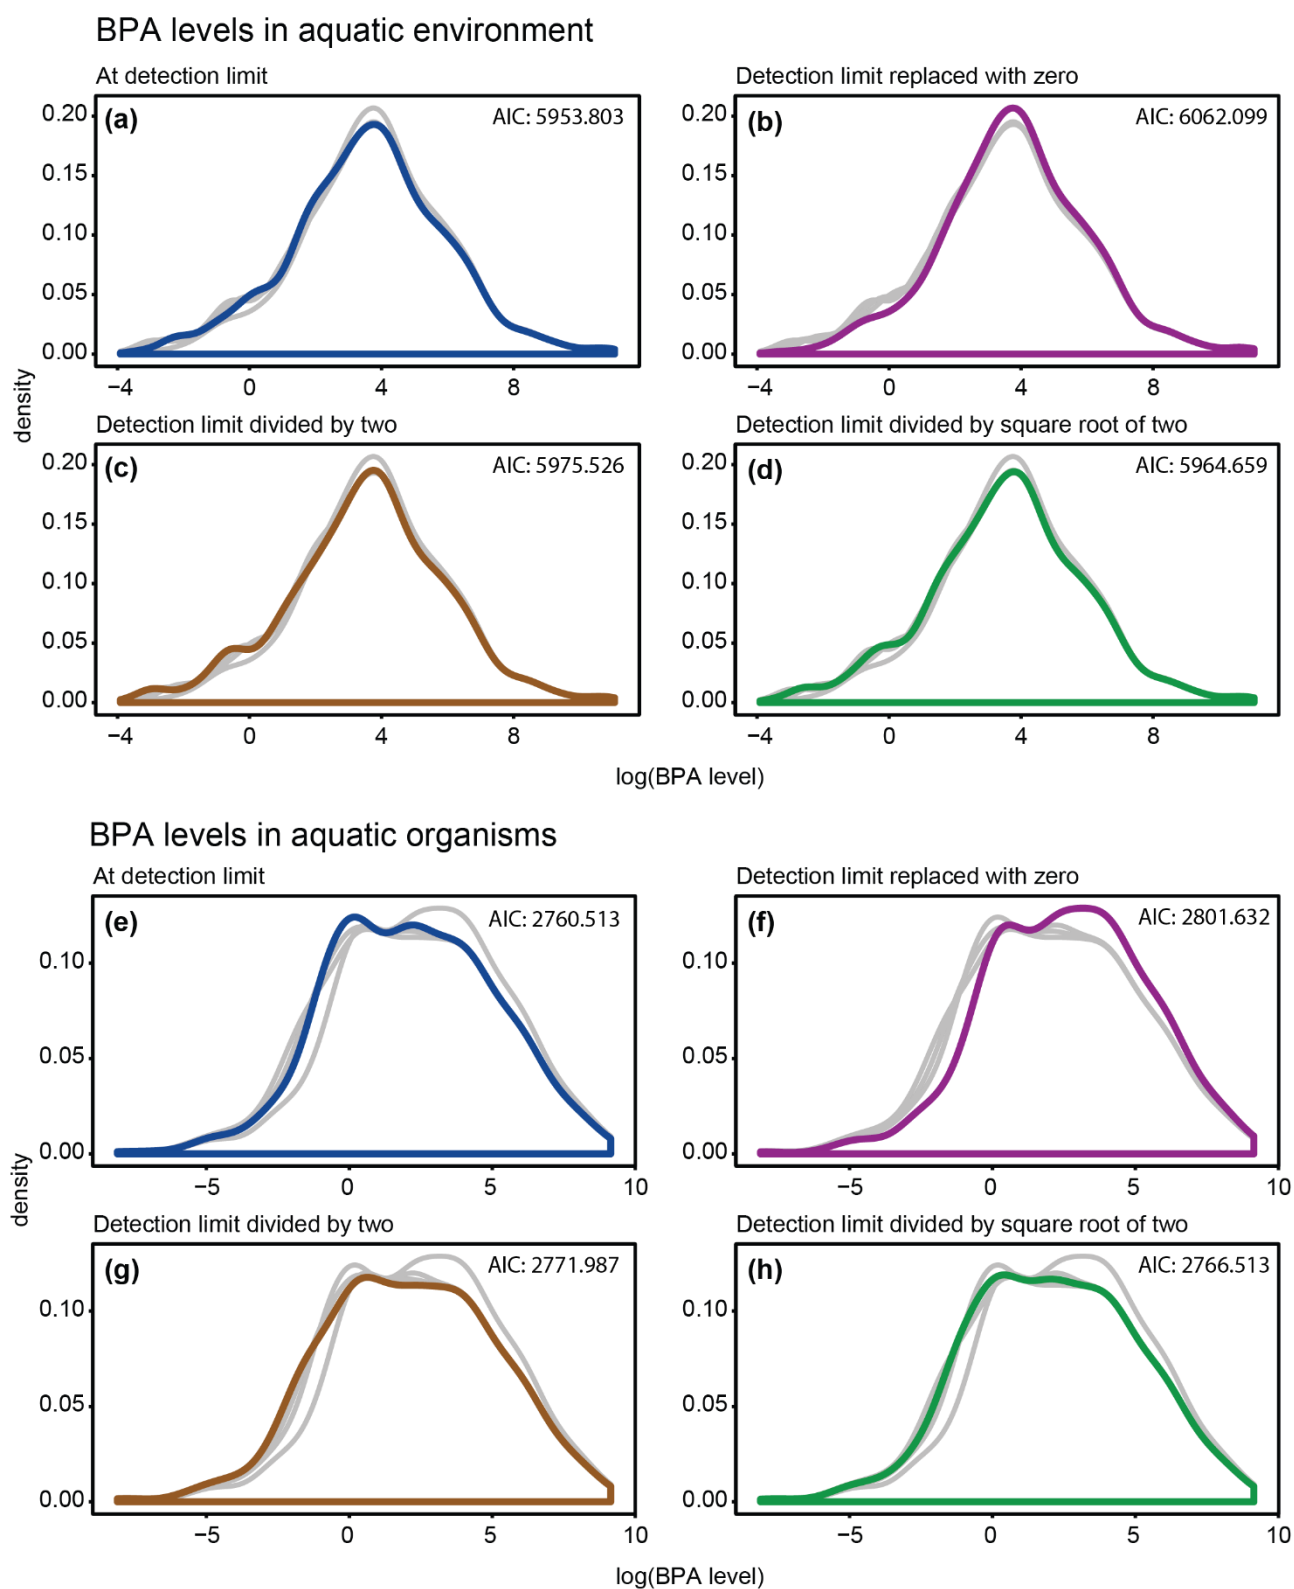 BPA levels in aquatic environment
At detection limit
Detection limit replaced with zero
(a)
AIC: 5953.803
(b)
AIC: 6062.099
0.20
0.15
0.10
0.05
0.00
−4 0 4 8
0.20
0.15
0.10
0.05
0.00
−4 0 4 8
density
Detection limit divided by two
Detection limit divided by square root of two
(c)
AIC: 5975.526
(d)
AIC: 5964.659
0.20
0.15
0.10
0.05
0.00
−4 0 4 8
0.20
0.15
0.10
0.05
0.00
−4 0 4 8
log(BPA level)
BPA levels in aquatic organisms
At detection limit
Detection limit replaced with zero
(e)
AIC: 2760.513
(f)
AIC: 2801.632
0.10
0.05
0.00
−5 0 5 10
0.10
0.05
0.00
−5 0 5 10
density
Detection limit divided by two
Detection limit divided by square root of two
(g)
AIC: 2771.987
(h)
AIC: 2766.513
0.10
0.05
0.00
−5 0 5 10
0.10
0.05
0.00
−5 0 5 10
log(BPA level)